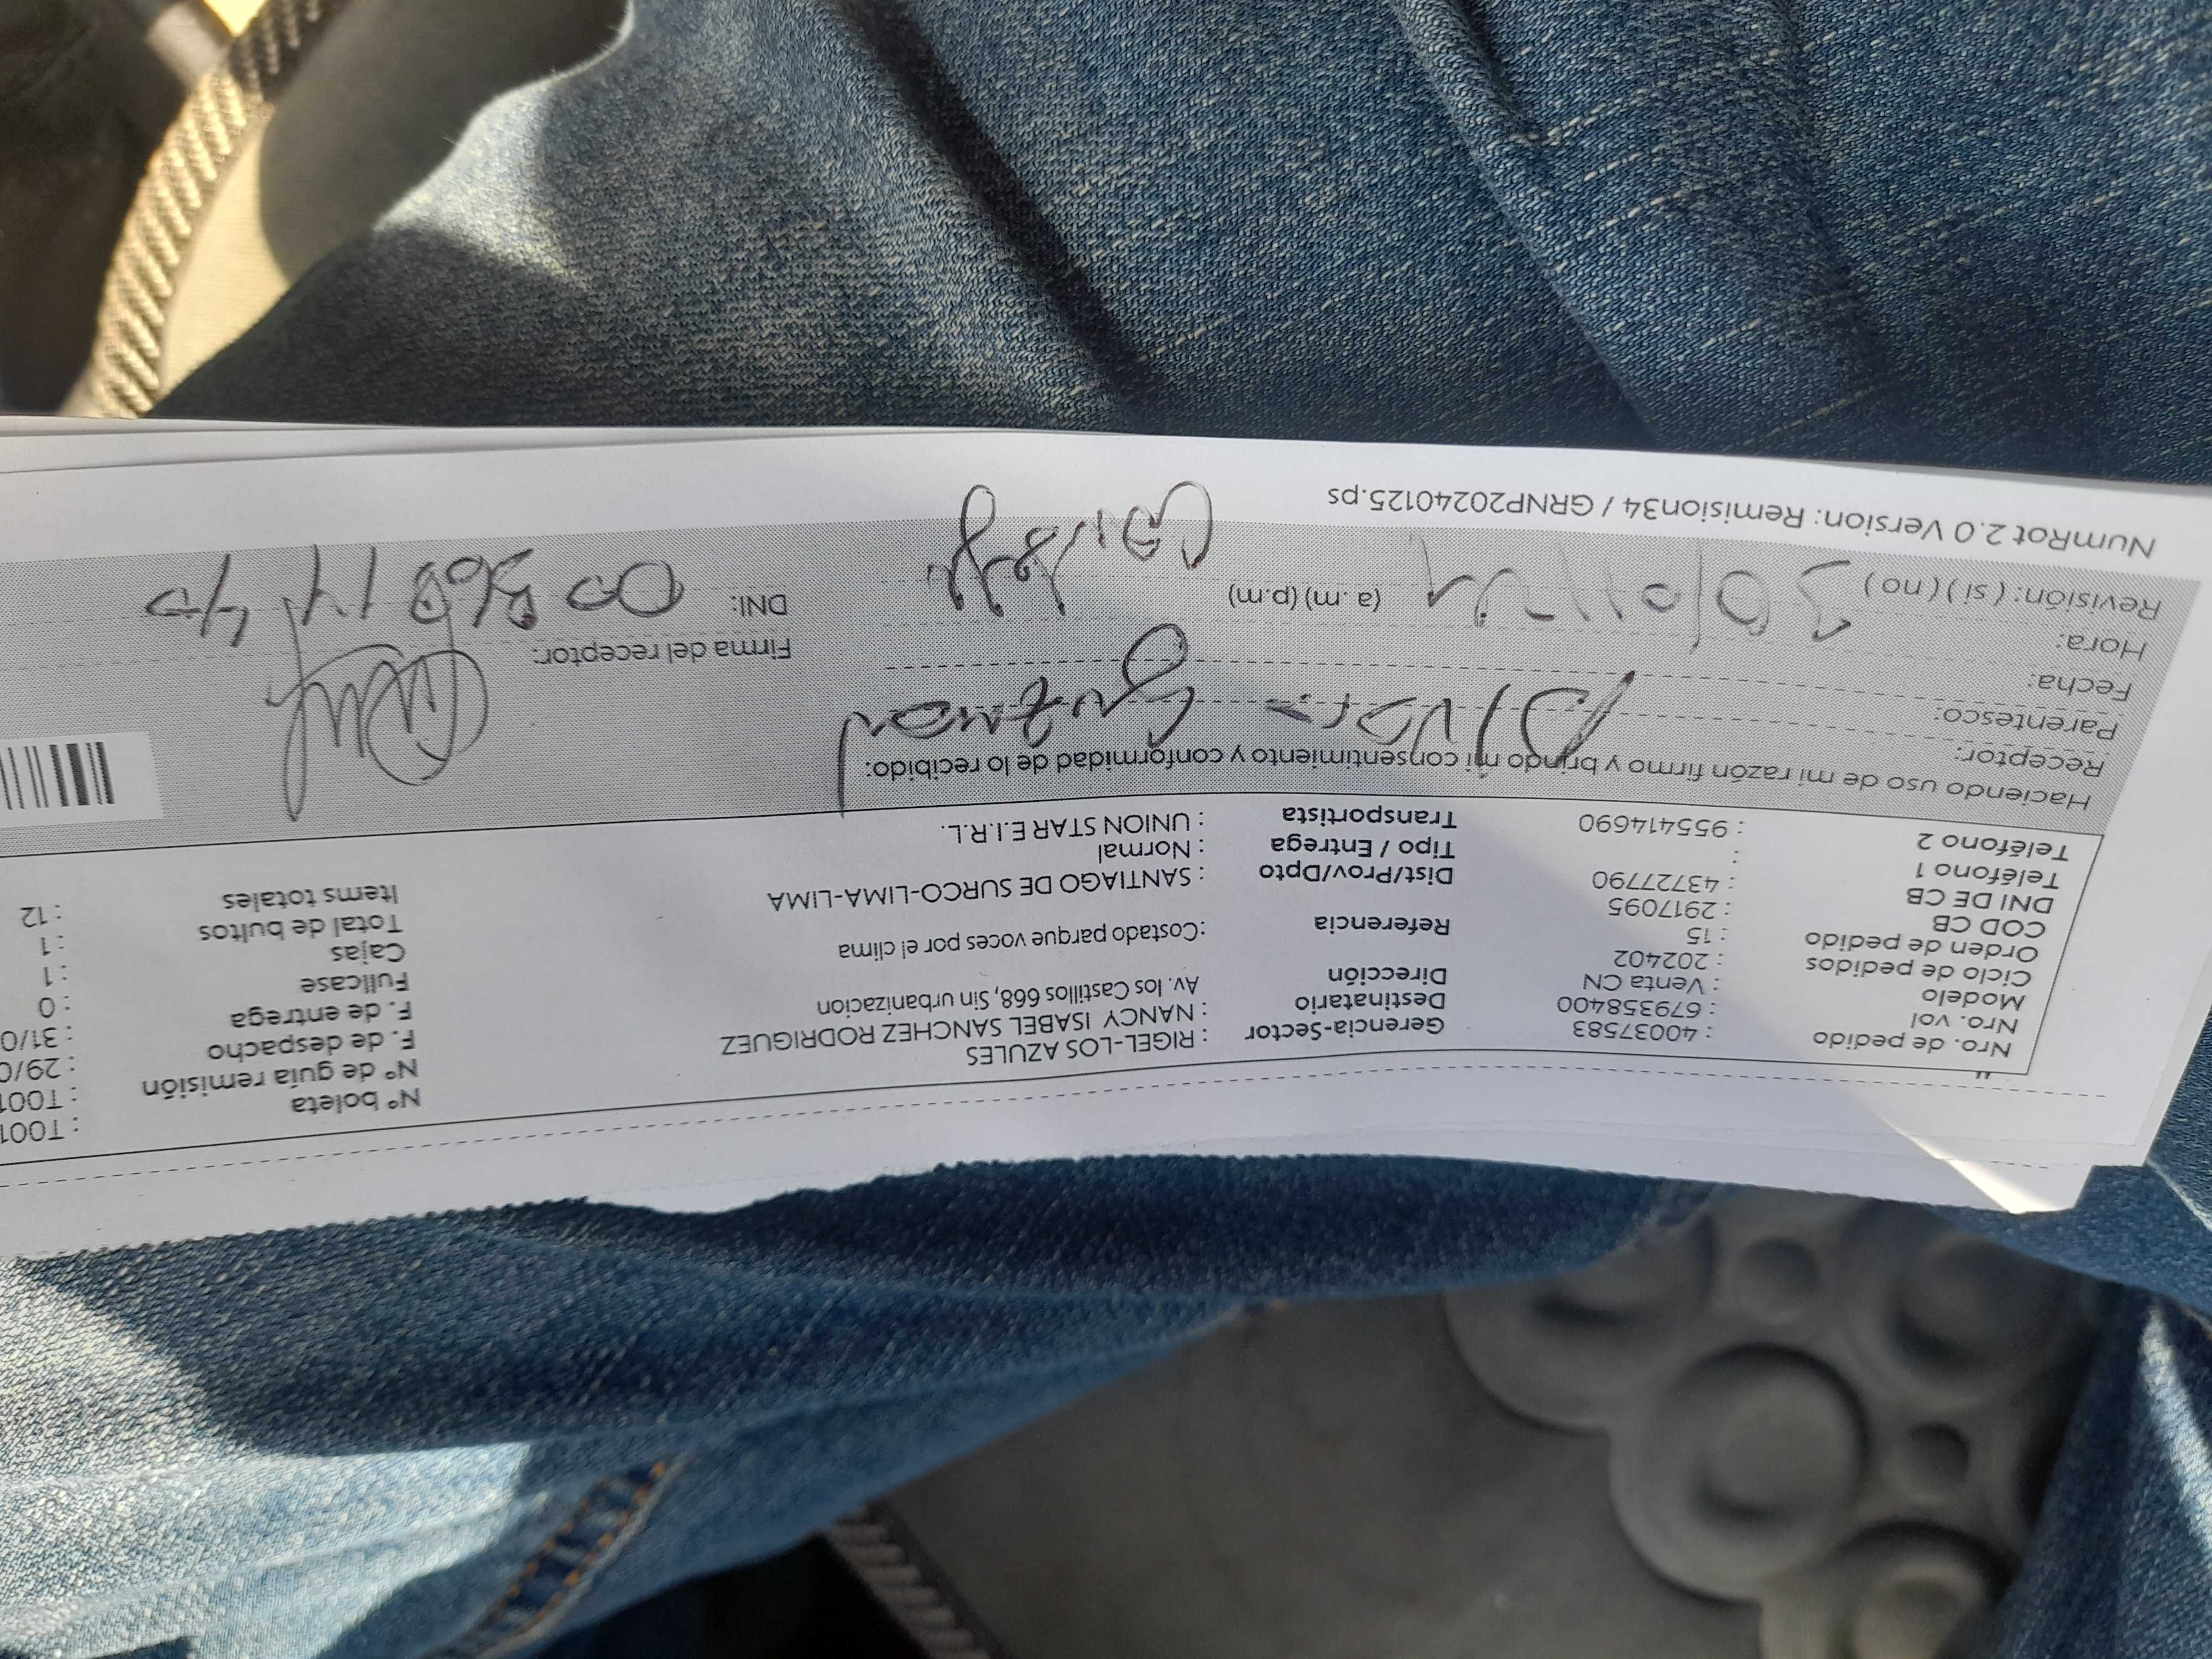 Nro. de pedido : 40037583 Gerencia-Sector : RIGEL-LOS AZULES Nº boleta : T001
Nro. vol : 679358400 Destinatario : NANCY ISABEL SANCHEZ RODRIGUEZ Nº de guía remisión : T001
Modelo : Venta CN Dirección Av. los Castillos 668, Sin urbanizacion F. de despacho : 29/0
Ciclo de pedidos : 202402 F. de entrega : 31/0
Orden de pedido : 15 Referencia :Costado parque voces por el clima Fullcase : 0
COD CB : 2917095 Cajas : 1
DNI DE CB : 43727790 Dist/Prov/Dpto : SANTIAGO DE SURCO-LIMA-LIMA Total de bultos : 1
Teléfono 1 : Tipo / Entrega : Normal Items totales : 12
Teléfono 2 : 955414690 Transportista : UNION STAR E.I.R.L.
Haciendo uso de mi razón firmo y brindo mi consentimiento y conformidad de lo recibido:
Receptor: Guzman
Parentesco:
Fecha: Firma del receptor:
Hora: 30/01/24 (a.m) (p.m) DNI:
Revisión: (si) (no)
NumRot 2.0 Version: Remision34 / GRNP20240125.ps